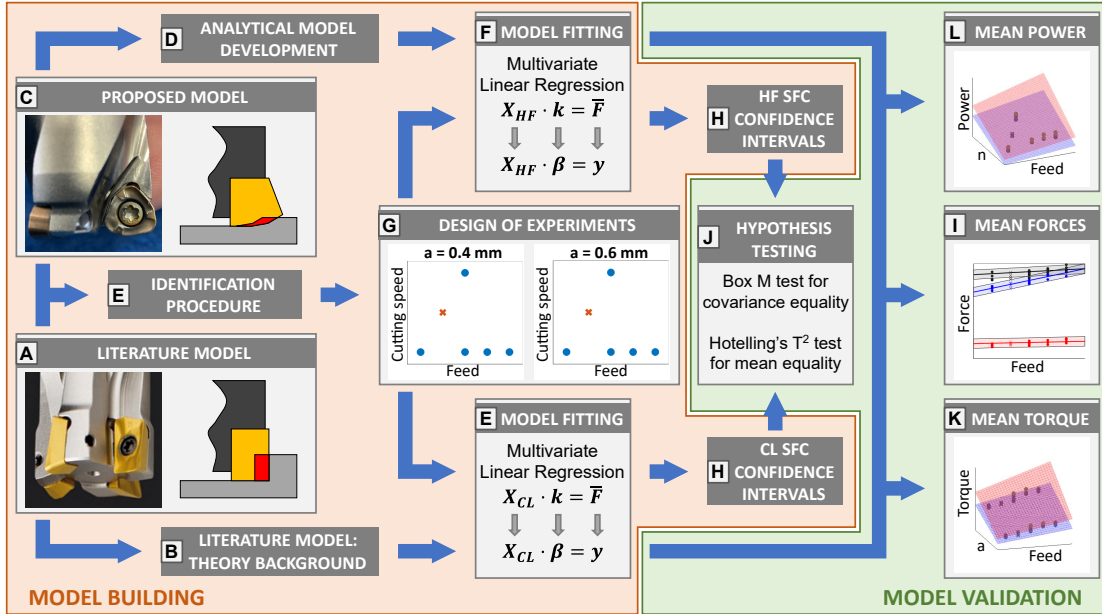 D
ANALYTICAL MODEL
DEVELOPMENT
C
PROPOSED MODEL
E
IDENTIFICATION
PROCEDURE
A
LITERATURE MODEL
B
LITERATURE MODEL:
THEORY BACKGROUND
MODEL BUILDING
F
MODEL FITTING
Multivariate
Linear Regression
X_HF · k = F̅
X_HF · β = y
G
DESIGN OF EXPERIMENTS
a = 0.4 mm
a = 0.6 mm
Cutting speed
Feed
Cutting speed
Feed
E
MODEL FITTING
Multivariate
Linear Regression
X_CL · k = F̅
X_CL · β = y
H
HF SFC
CONFIDENCE
INTERVALS
J
HYPOTHESIS
TESTING
Box M test for
covariance equality
Hotelling's T² test
for mean equality
H
CL SFC
CONFIDENCE
INTERVALS
L
MEAN POWER
Power
n
Feed
I
MEAN FORCES
Force
Feed
K
MEAN TORQUE
Torque
a
Feed
MODEL VALIDATION